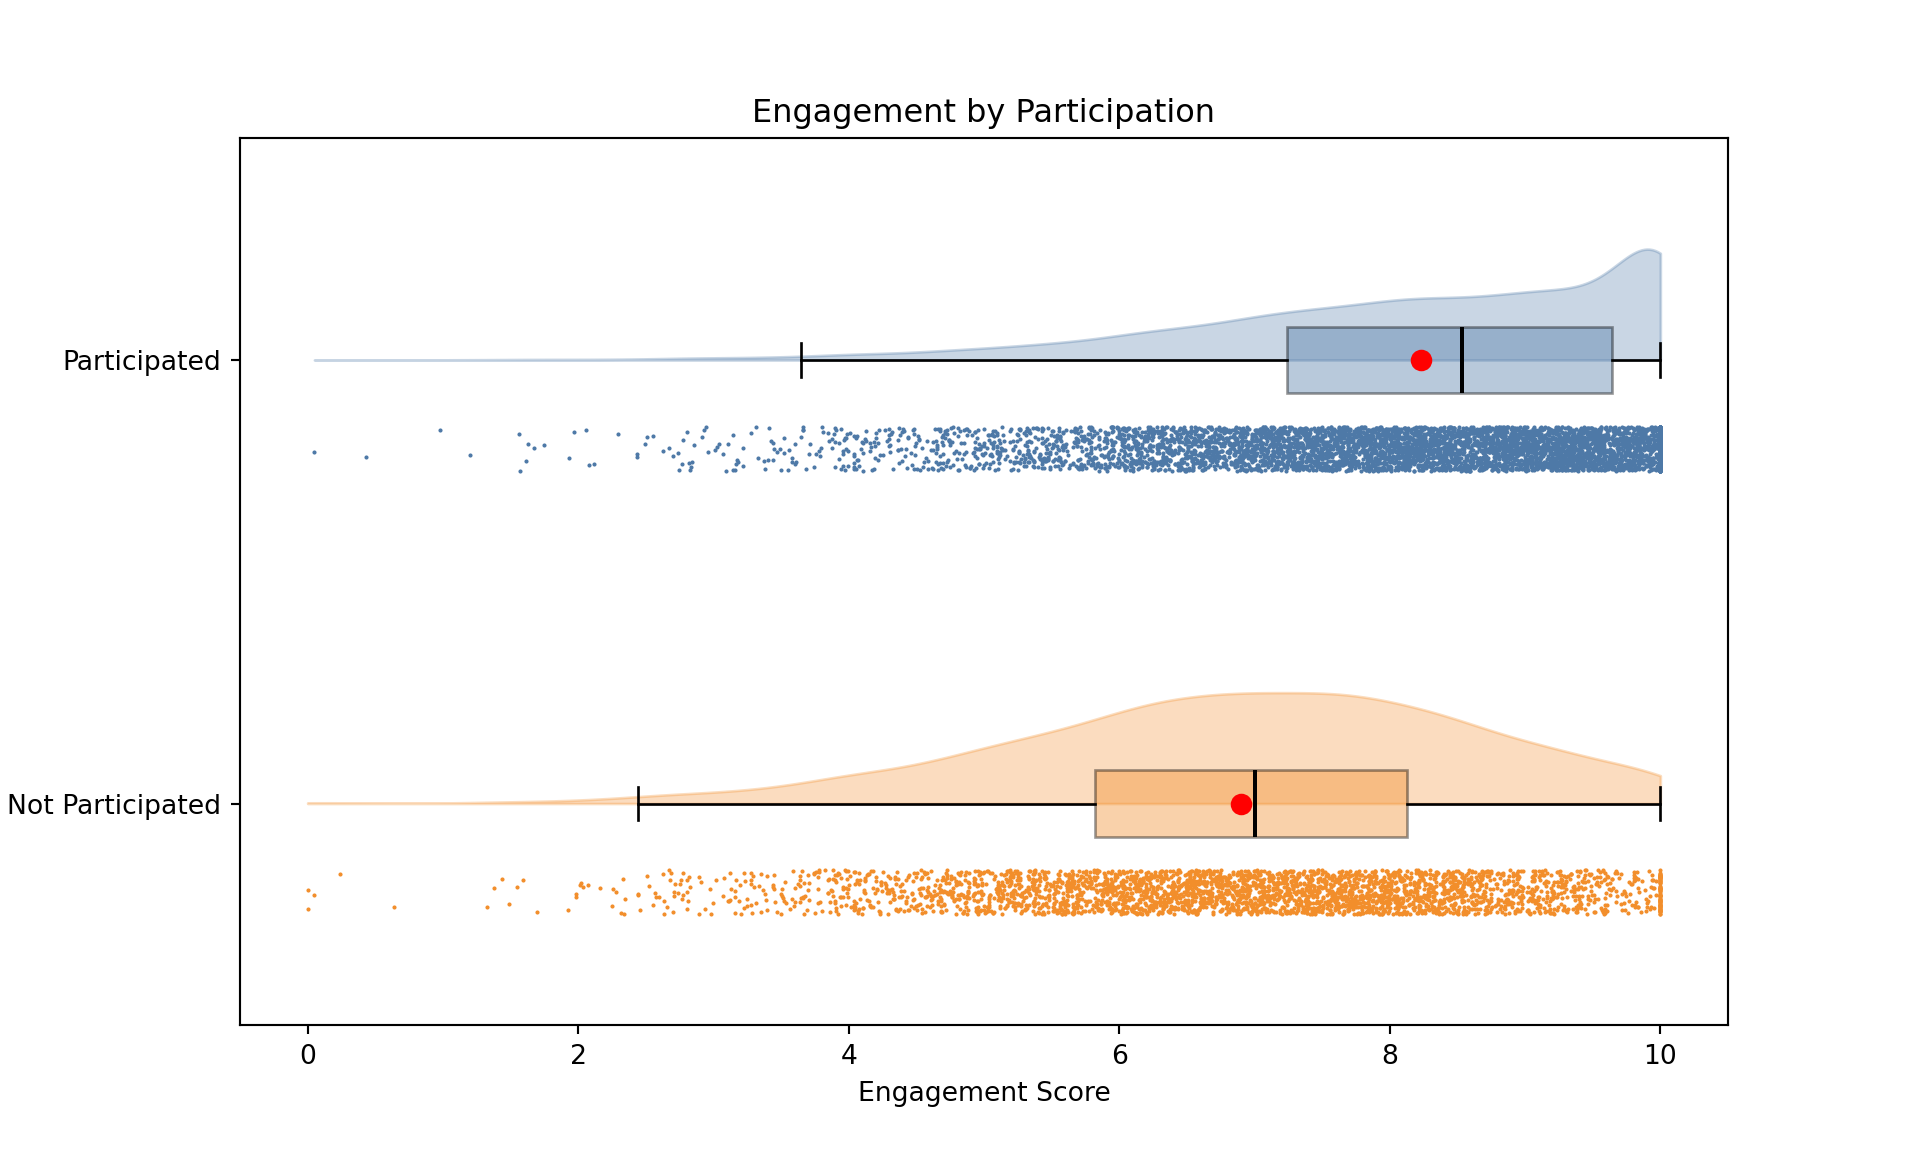 Engagement by Participation
Participated
Not Participated
0 2 4 6 8 10
Engagement Score